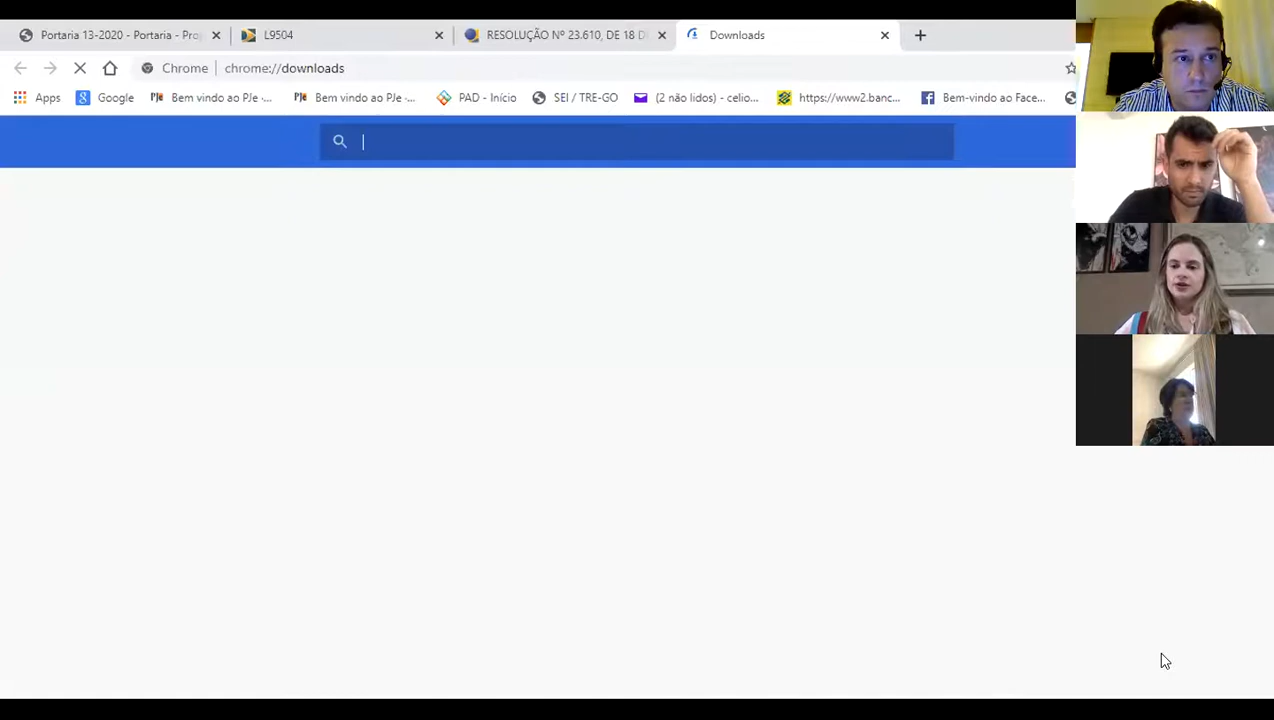 Portaria 13-2020 - Portaria - Pro
L9504
RESOLUÇÃO Nº 23.610, DE 18 D
Downloads
Chrome
chrome://downloads
Apps
Google
PJe
Bem vindo ao PJe -...
PJe
Bem vindo ao PJe -...
PAD - Início
SEI / TRE-GO
(2 não lidos) - celio...
https://www2.banc...
Bem-vindo ao Face...